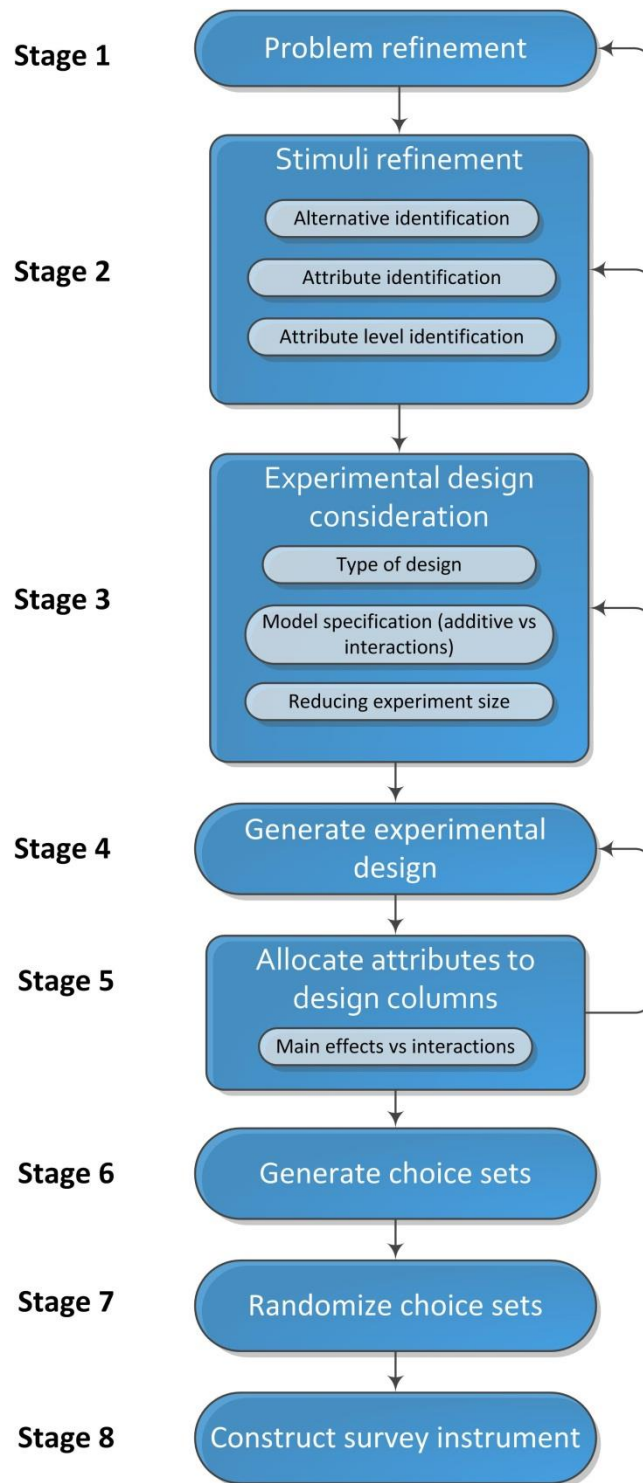 Stage 1
Problem refinement
Stage 2
Stimuli refinement
Alternative identification
Attribute identification
Attribute level identification
Stage 3
Experimental design
consideration
Type of design
Model specification (additive vs
interactions)
Reducing experiment size
Stage 4
Generate experimental
design
Stage 5
Allocate attributes to
design columns
Main effects vs interactions
Stage 6
Generate choice sets
Stage 7
Randomize choice sets
Stage 8
Construct survey instrument